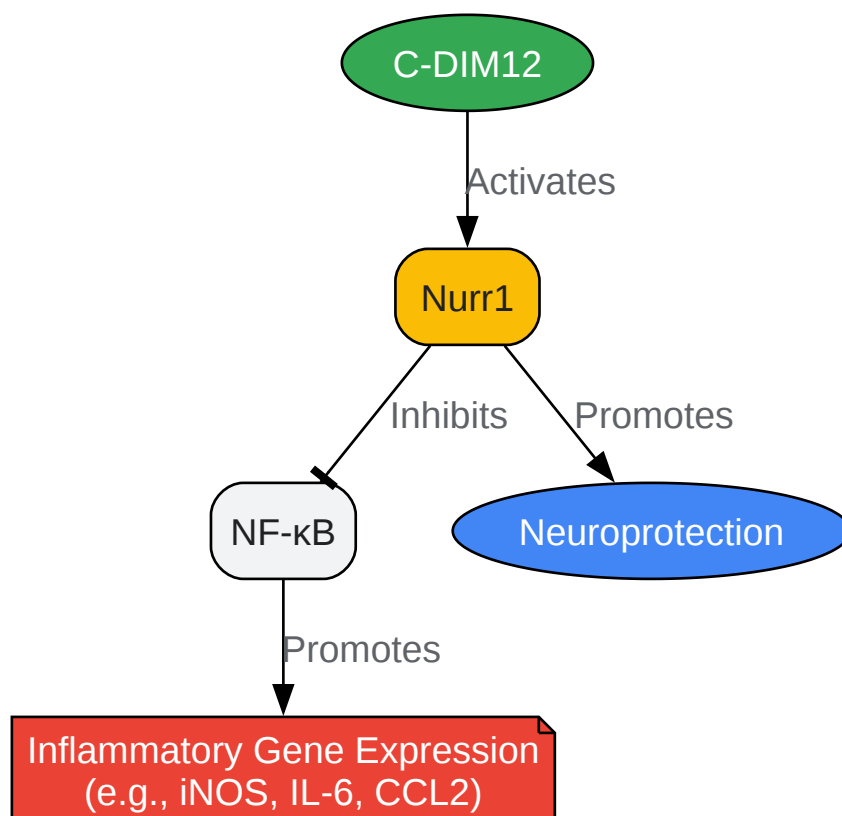 C-DIM12
Activates
Nurr1
Inhibits
Promotes
NF-κB
Neuroprotection
Promotes
Inflammatory Gene Expression
(e.g., iNOS, IL-6, CCL2)